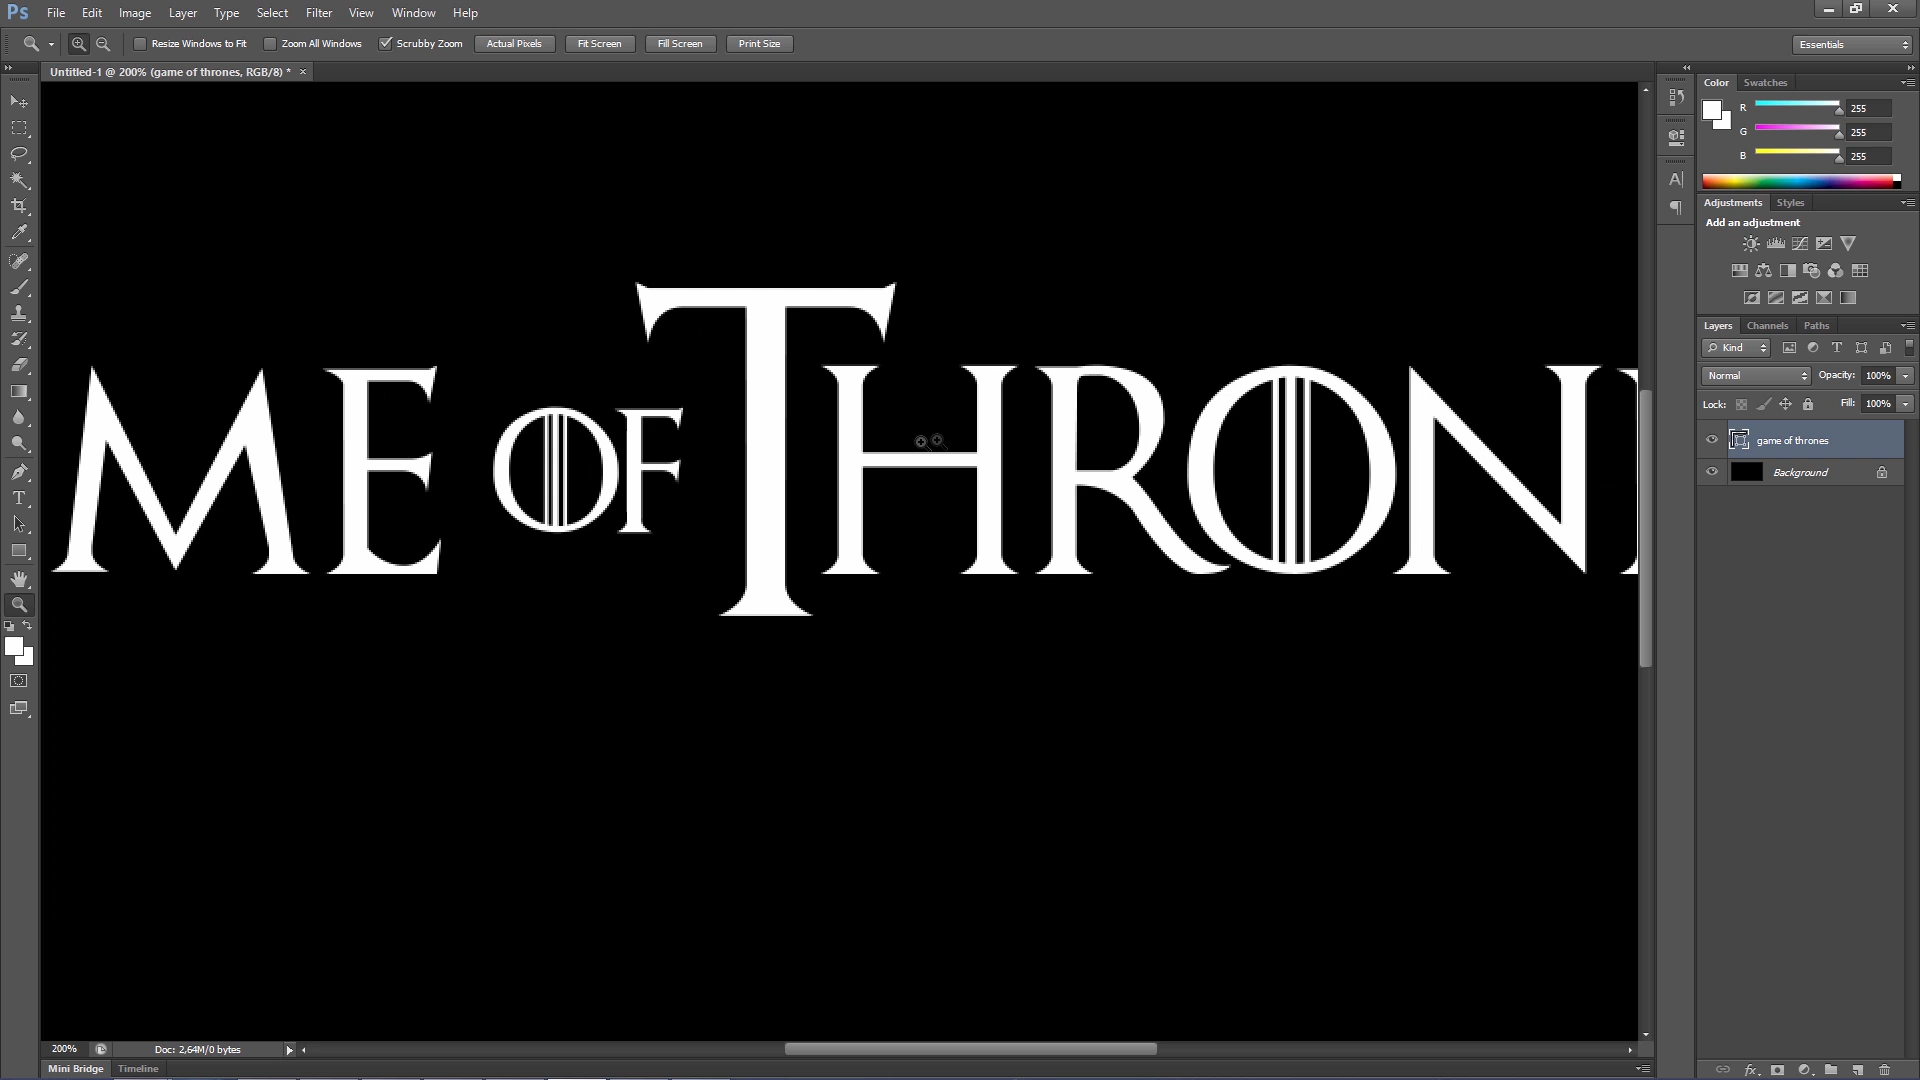 Ps File Edit Image Layer Type Select Filter View Window Help
Resize Windows to Fit Zoom All Windows Scrubby Zoom Actual Pixels Fit Screen Fill Screen Print Size Essentials
Untitled-1 @ 200% (game of thrones, RGB/8) * ×
Color Swatches
R 255
G 255
B 255
Adjustments Styles
Add an adjustment
Layers Channels Paths
Kind
Normal Opacity: 100%
Lock: Fill: 100%
game of thrones
Background
ME OF THRON
200% Doc: 2,64M/0 bytes
Mini Bridge Timeline